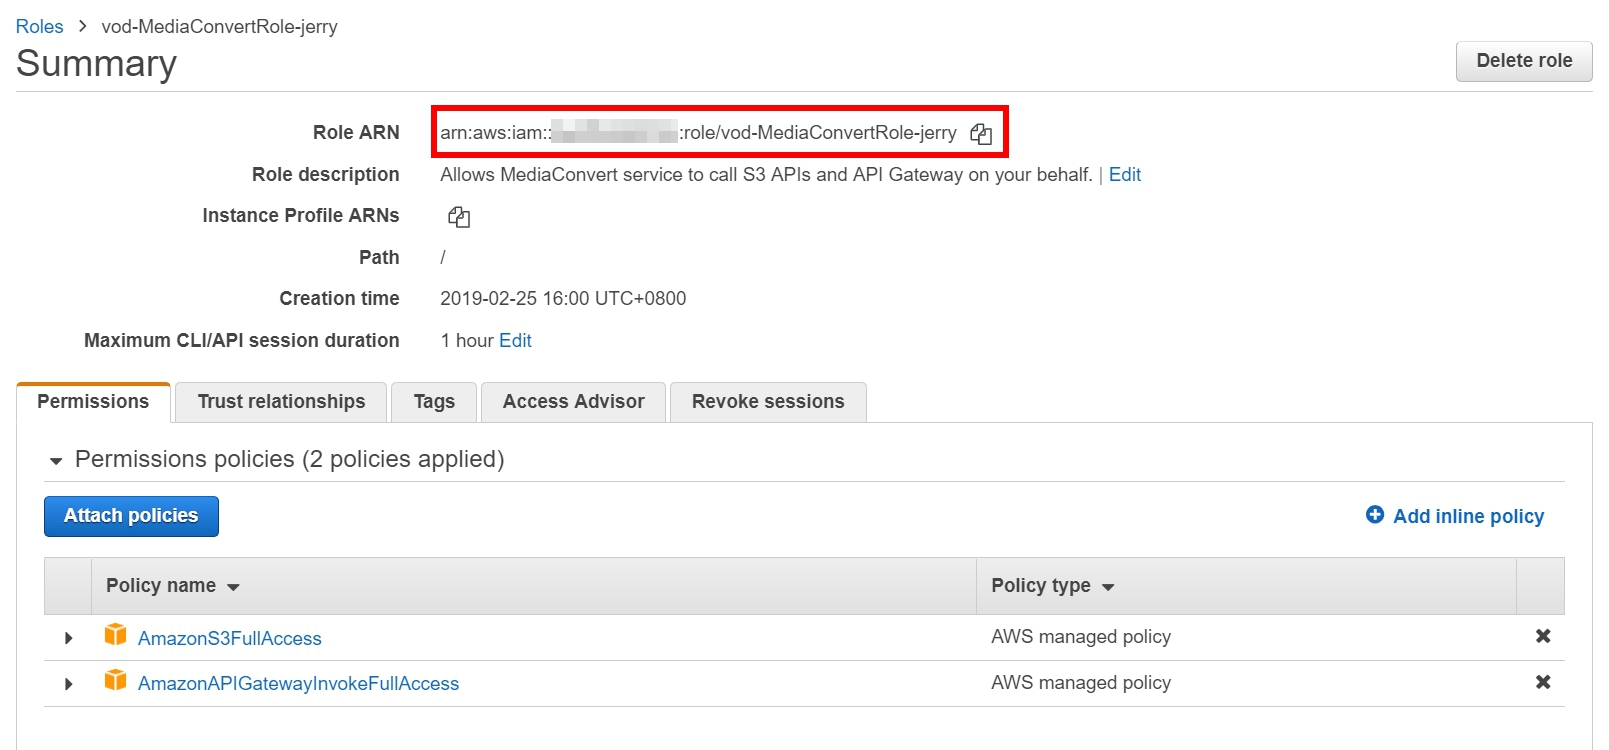 Roles > vod-MediaConvertRole-jerry
Summary
Delete role
Role ARN arn:aws:iam:: :role/vod-MediaConvertRole-jerry
Role description Allows MediaConvert service to call S3 APIs and API Gateway on your behalf. | Edit
Instance Profile ARNs
Path /
Creation time 2019-02-25 16:00 UTC+0800
Maximum CLI/API session duration 1 hour Edit
Permissions Trust relationships Tags Access Advisor Revoke sessions
Permissions policies (2 policies applied)
Attach policies Add inline policy
Policy name Policy type
AmazonS3FullAccess AWS managed policy
AmazonAPIGatewayInvokeFullAccess AWS managed policy